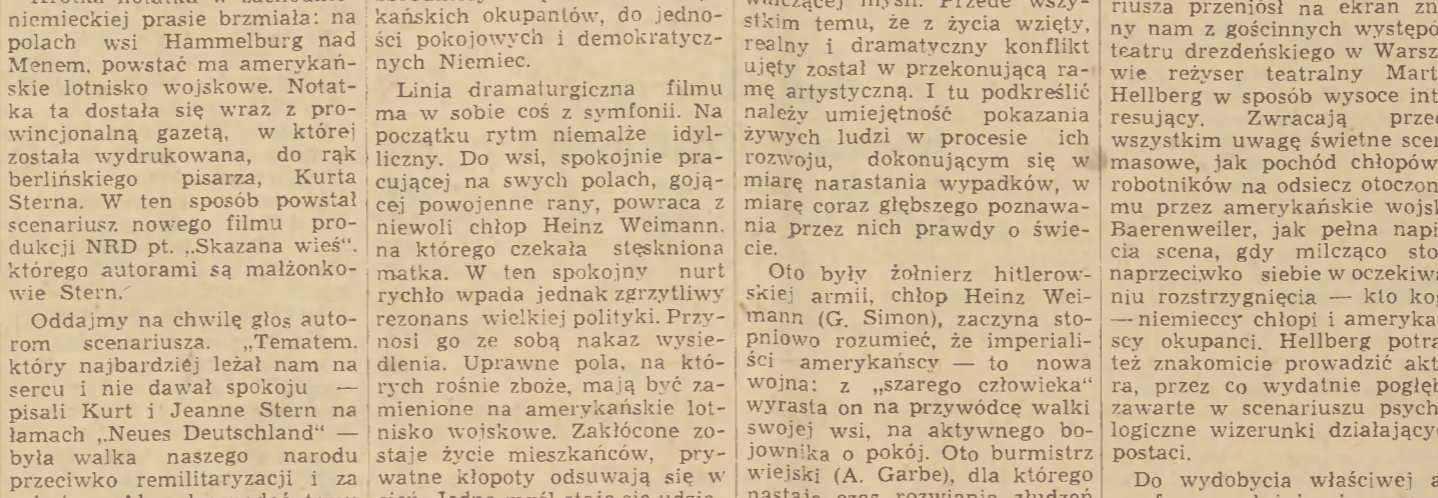 niemieckiej prasie brzmiała: na
polach wsi Hammelburg nad
Menem, powstać ma amerykań-
skie lotnisko wojskowe. Notat-
ka ta dostała się wraz z pro-
wincjonalną gazetą, w której
została wydrukowana, do rąk
berlińskiego pisarza, Kurta
Sterna. W ten sposób powstał
scenariusz nowego filmu pro-
dukcji NRD pt. „Skazana wieś“.
którego autorami są małżonko-
wie Stern.
Oddajmy na chwilę głos auto-
rom scenariusza. „Tematem,
który najbardziej leżał nam na
sercu i nie dawał spokoju —
pisali Kurt i Jeanne Stern na
łamach „Neues Deutschland“ —
była walka naszego narodu
przeciwko remilitaryzacji i za
kańskich okupantów, do jedno-
ści pokojowych i demokratycz-
nych Niemiec.
Linia dramaturgiczna filmu
ma w sobie coś z symfonii. Na
początku rytm niemalże idyl-
liczny. Do wsi, spokojnie pra-
cującej na swych polach, goją-
cej powojenne rany, powraca z
niewoli chłop Heinz Weimann.
na którego czekała stęskniona
matka. W ten spokojny nurt
rychło wpada jednak zgrzytliwy
rezonans wielkiej polityki. Przy-
nosi go ze sobą nakaz wysie-
dlenia. Uprawne pola, na któ-
rych rośnie zboże, mają być za-
mienione na amerykańskie lot-
nisko wojskowe. Zakłócone zo-
staje życie mieszkańców, pry-
watne kłopoty odsuwają się w
walczącej myśli. Przede wszy-
stkim temu, że z życia wzięty,
realny i dramatyczny konflikt
ujęty został w przekonującą ra-
mę artystyczną. I tu podkreślić
należy umiejętność pokazania
żywych ludzi w procesie ich
rozwoju, dokonującym się w
miarę narastania wypadków, w
miarę coraz głębszego poznawa-
nia przez nich prawdy o świe-
cie.
Oto były żołnierz hitlerow-
skiej armii, chłop Heinz Wei-
mann (G. Simon), zaczyna sto-
pniowo rozumieć, że imperiali-
ści amerykańscy — to nowa
wojna: z „szarego człowieka“
wyrasta on na przywódcę walki
swojej wsi, na aktywnego bo-
jownika o pokój. Oto burmistrz
wiejski (A. Garbe), dla którego
nastaje czas rozwiania złudzeń
riusza przeniósł na ekran zn
ny nam z gościnnych występó
teatru drezdeńskiego w Warsz
wie reżyser teatralny Mart
Hellberg w sposób wysoce int
resujący. Zwracają prze
wszystkim uwagę świetne scen
masowe, jak pochód chłopów
robotników na odsiecz otoczon
mu przez amerykańskie wojsk
Baerenweiler, jak pełna napi
cia scena, gdy milcząco sto
naprzeciwko siebie w oczekiwa
niu rozstrzygnięcia — kto ko
— niemieccy chłopi i ameryka
scy okupanci. Hellberg potra
też znakomicie prowadzić akt
ra, przez co wydatnie pogłęb
zawarte w scenariuszu psych
logiczne wizerunki działający
postaci.
Do wydobycia właściwej a